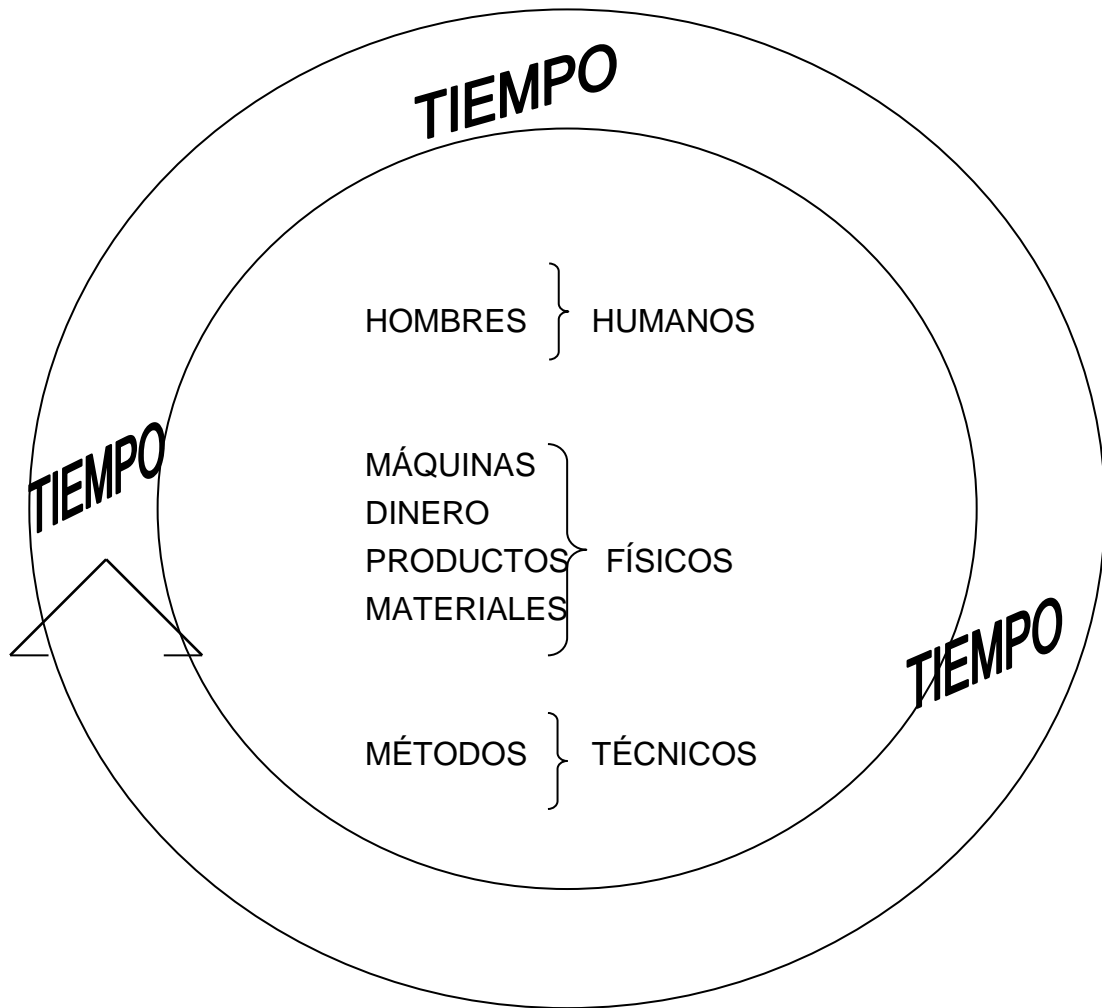 TIEMPO
HOMBRES HUMANOS
TIEMPO
MÁQUINAS
DINERO
PRODUCTOS FÍSICOS
MATERIALES
TIEMPO
MÉTODOS TÉCNICOS